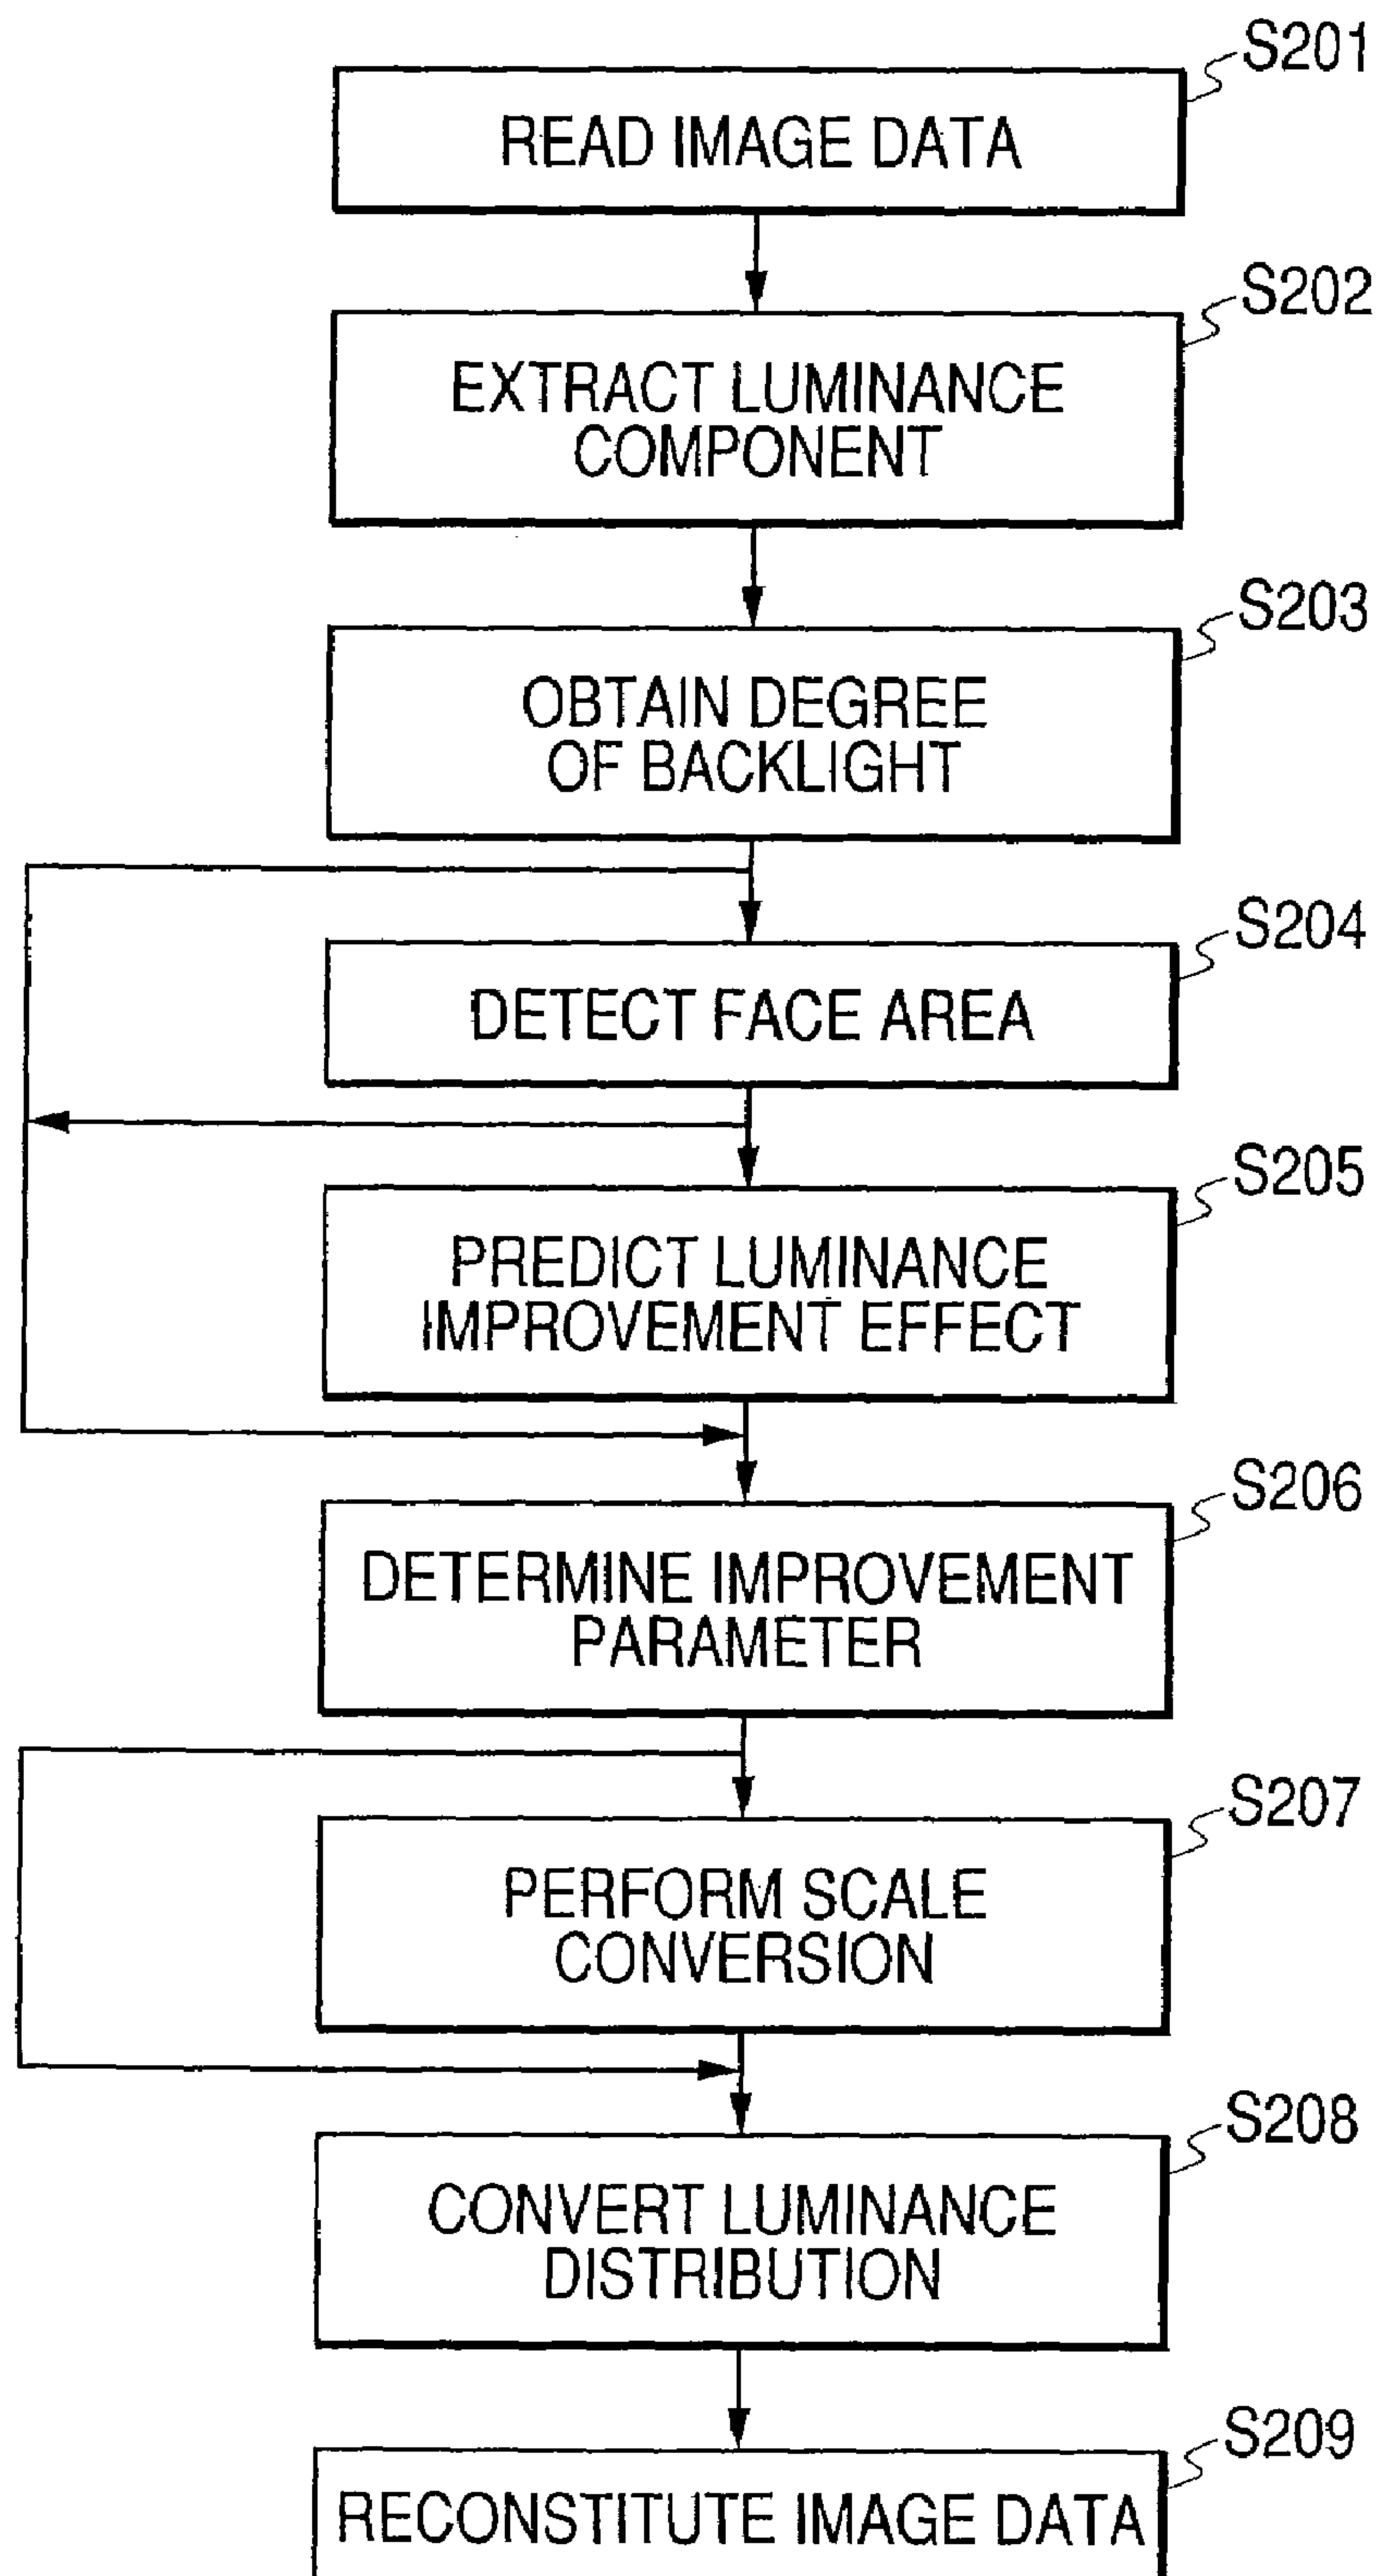 S201
READ IMAGE DATA
S202
EXTRACT LUMINANCE
COMPONENT
S203
OBTAIN DEGREE
OF BACKLIGHT
S204
DETECT FACE AREA
S205
PREDICT LUMINANCE
IMPROVEMENT EFFECT
S206
DETERMINE IMPROVEMENT
PARAMETER
S207
PERFORM SCALE
CONVERSION
S208
CONVERT LUMINANCE
DISTRIBUTION
S209
RECONSTITUTE IMAGE DATA